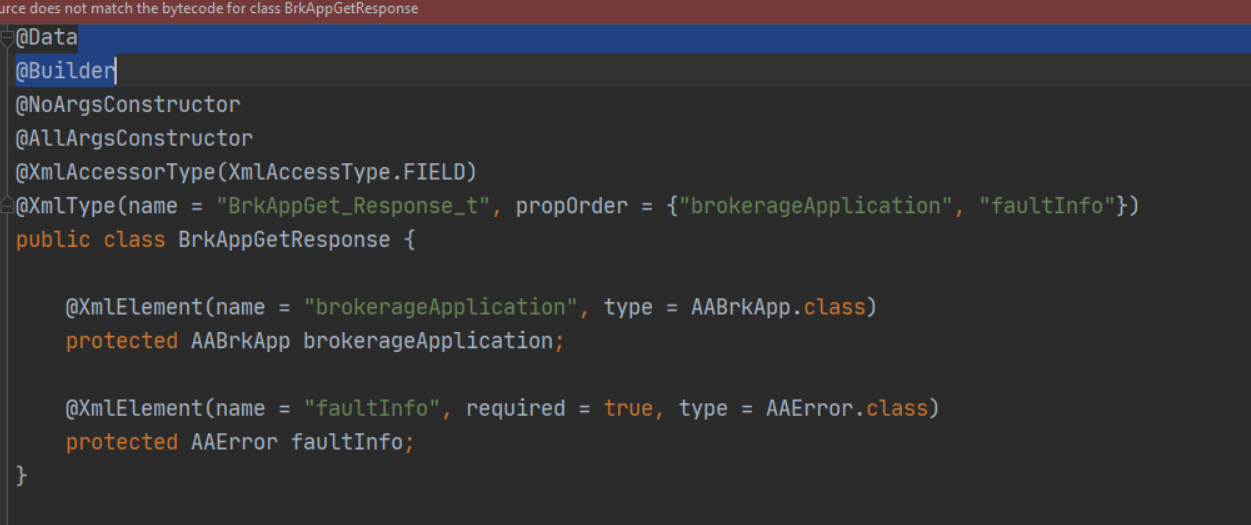 urce does not match the bytecode for class BrkAppGetResponse
@Data
@Builder
@NoArgsConstructor
@AllArgsConstructor
@XmlAccessorType(XmlAccessType.FIELD)
@XmlType(name = "BrkAppGet_Response_t", propOrder = {"brokerageApplication", "faultInfo"})
public class BrkAppGetResponse {
@XmlElement(name = "brokerageApplication", type = AABrkApp.class)
protected AABrkApp brokerageApplication;
@XmlElement(name = "faultInfo", required = true, type = AAError.class)
protected AAError faultInfo;
}